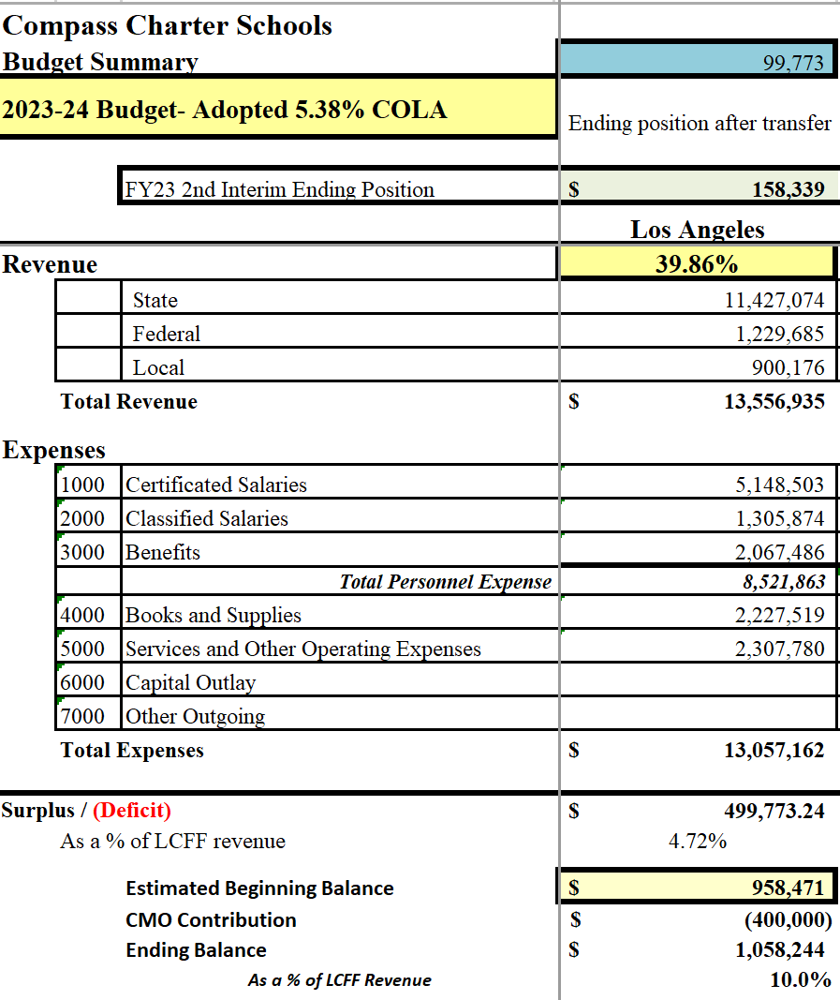 Compass Charter Schools
Budget Summary 99,773
2023-24 Budget- Adopted 5.38% COLA
Ending position after transfer
FY23 2nd Interim Ending Position $ 158,339
Los Angeles
Revenue 39.86%
State 11,427,074
Federal 1,229,685
Local 900,176
Total Revenue $ 13,556,935
Expenses
1000 Certificated Salaries 5,148,503
2000 Classified Salaries 1,305,874
3000 Benefits 2,067,486
Total Personnel Expense 8,521,863
4000 Books and Supplies 2,227,519
5000 Services and Other Operating Expenses 2,307,780
6000 Capital Outlay
7000 Other Outgoing
Total Expenses $ 13,057,162
Surplus / (Deficit) $ 499,773.24
As a % of LCFF revenue 4.72%
Estimated Beginning Balance $ 958,471
CMO Contribution $ (400,000)
Ending Balance $ 1,058,244
As a % of LCFF Revenue 10.0%